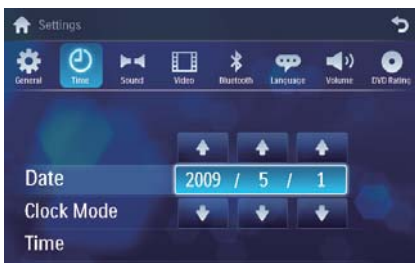 Settings
General Time Sound Video Bluetooth Language Volume DVD Rating
Date 2009 / 5 / 1
Clock Mode
Time